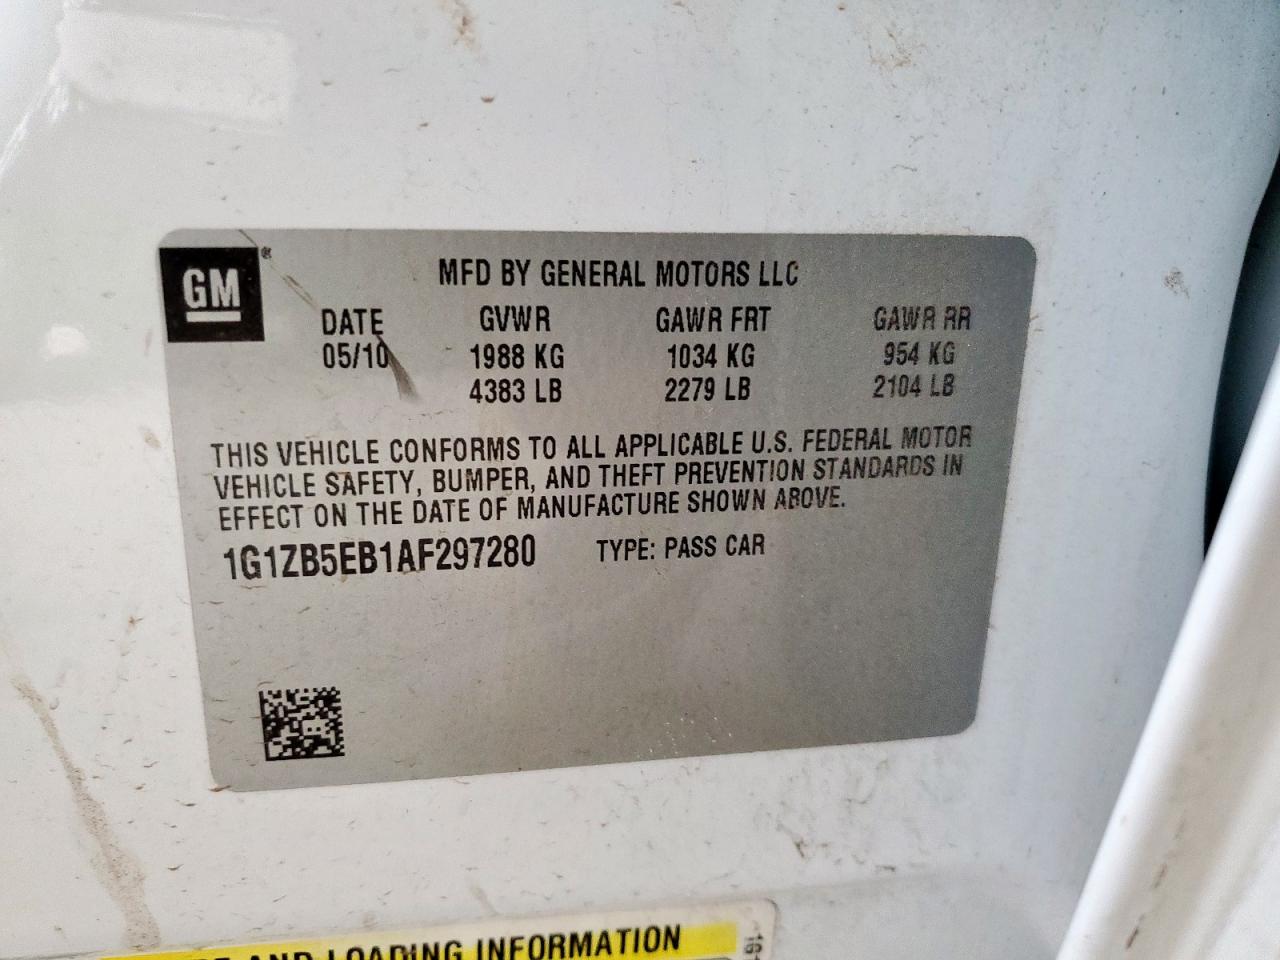 GM ®
MFD BY GENERAL MOTORS LLC
DATE GVWR GAWR FRT GAWR RR
05/10 1988 KG 1034 KG 954 KG
4383 LB 2279 LB 2104 LB
THIS VEHICLE CONFORMS TO ALL APPLICABLE U.S. FEDERAL MOTOR
VEHICLE SAFETY, BUMPER, AND THEFT PREVENTION STANDARDS IN
EFFECT ON THE DATE OF MANUFACTURE SHOWN ABOVE.
1G1ZB5EB1AF297280 TYPE: PASS CAR
AND LOADING INFORMATION